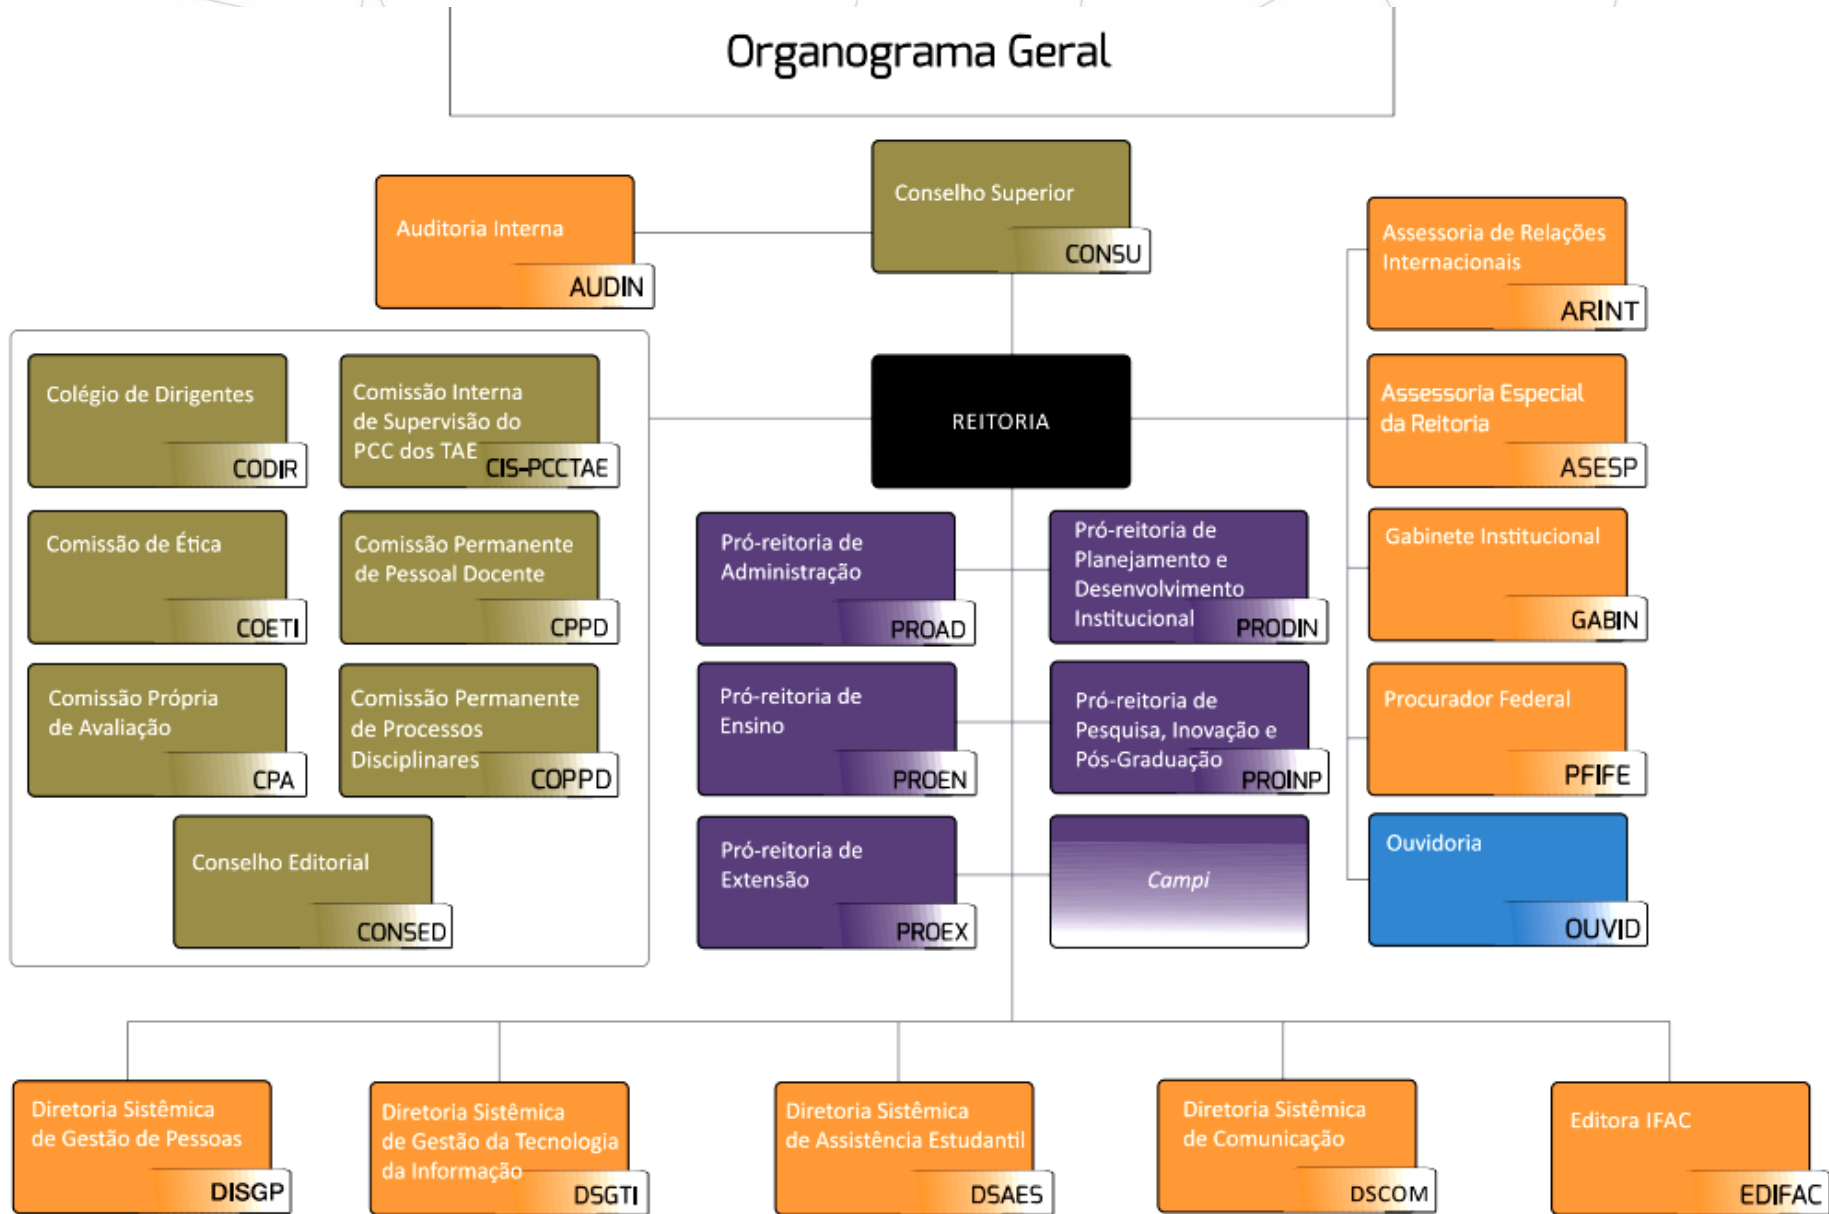 Organograma Geral
Conselho Superior
CONSU
Auditoria Interna
AUDIN
Assessoria de Relações
Internacionais
ARINT
Colégio de Dirigentes
CODIR
Comissão Interna
de Supervisão do
PCC dos TAE
CIS-PCCTAE
REITORIA
Assessoria Especial
da Reitoria
ASESP
Comissão de Ética
COETI
Comissão Permanente
de Pessoal Docente
CPPD
Pró-reitoria de
Administração
PROAD
Pró-reitoria de
Planejamento e
Desenvolvimento
Institucional
PRODIN
Gabinete Institucional
GABIN
Comissão Própria
de Avaliação
CPA
Comissão Permanente
de Processos
Disciplinares
COPPD
Pró-reitoria de
Ensino
PROEN
Pró-reitoria de
Pesquisa, Inovação e
Pós-Graduação
PROINP
Procurador Federal
PFIFE
Conselho Editorial
CONSED
Pró-reitoria de
Extensão
PROEX
Campi
Ouvidoria
OUVID
Diretoria Sistêmica
de Gestão de Pessoas
DISGP
Diretoria Sistêmica
de Gestão da Tecnologia
da Informação
DSGTI
Diretoria Sistêmica
de Assistência Estudantil
DSAES
Diretoria Sistêmica
de Comunicação
DSCOM
Editora IFAC
EDIFAC